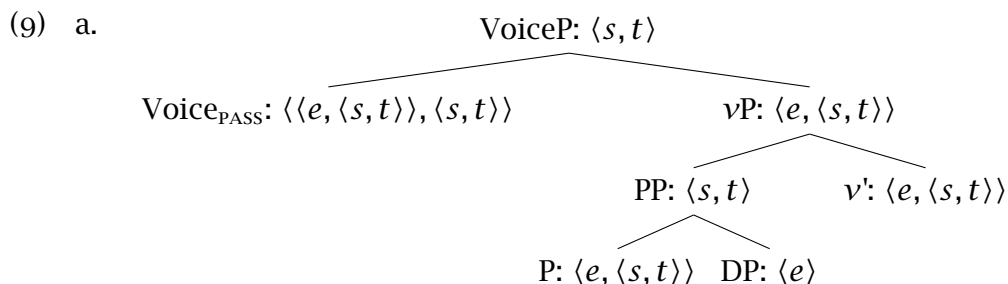 (9) a. VoiceP: ⟨s, t⟩
Voice_PASS: ⟨⟨e, ⟨s, t⟩⟩, ⟨s, t⟩⟩ vP: ⟨e, ⟨s, t⟩⟩
PP: ⟨s, t⟩ v': ⟨e, ⟨s, t⟩⟩
P: ⟨e, ⟨s, t⟩⟩ DP: ⟨e⟩